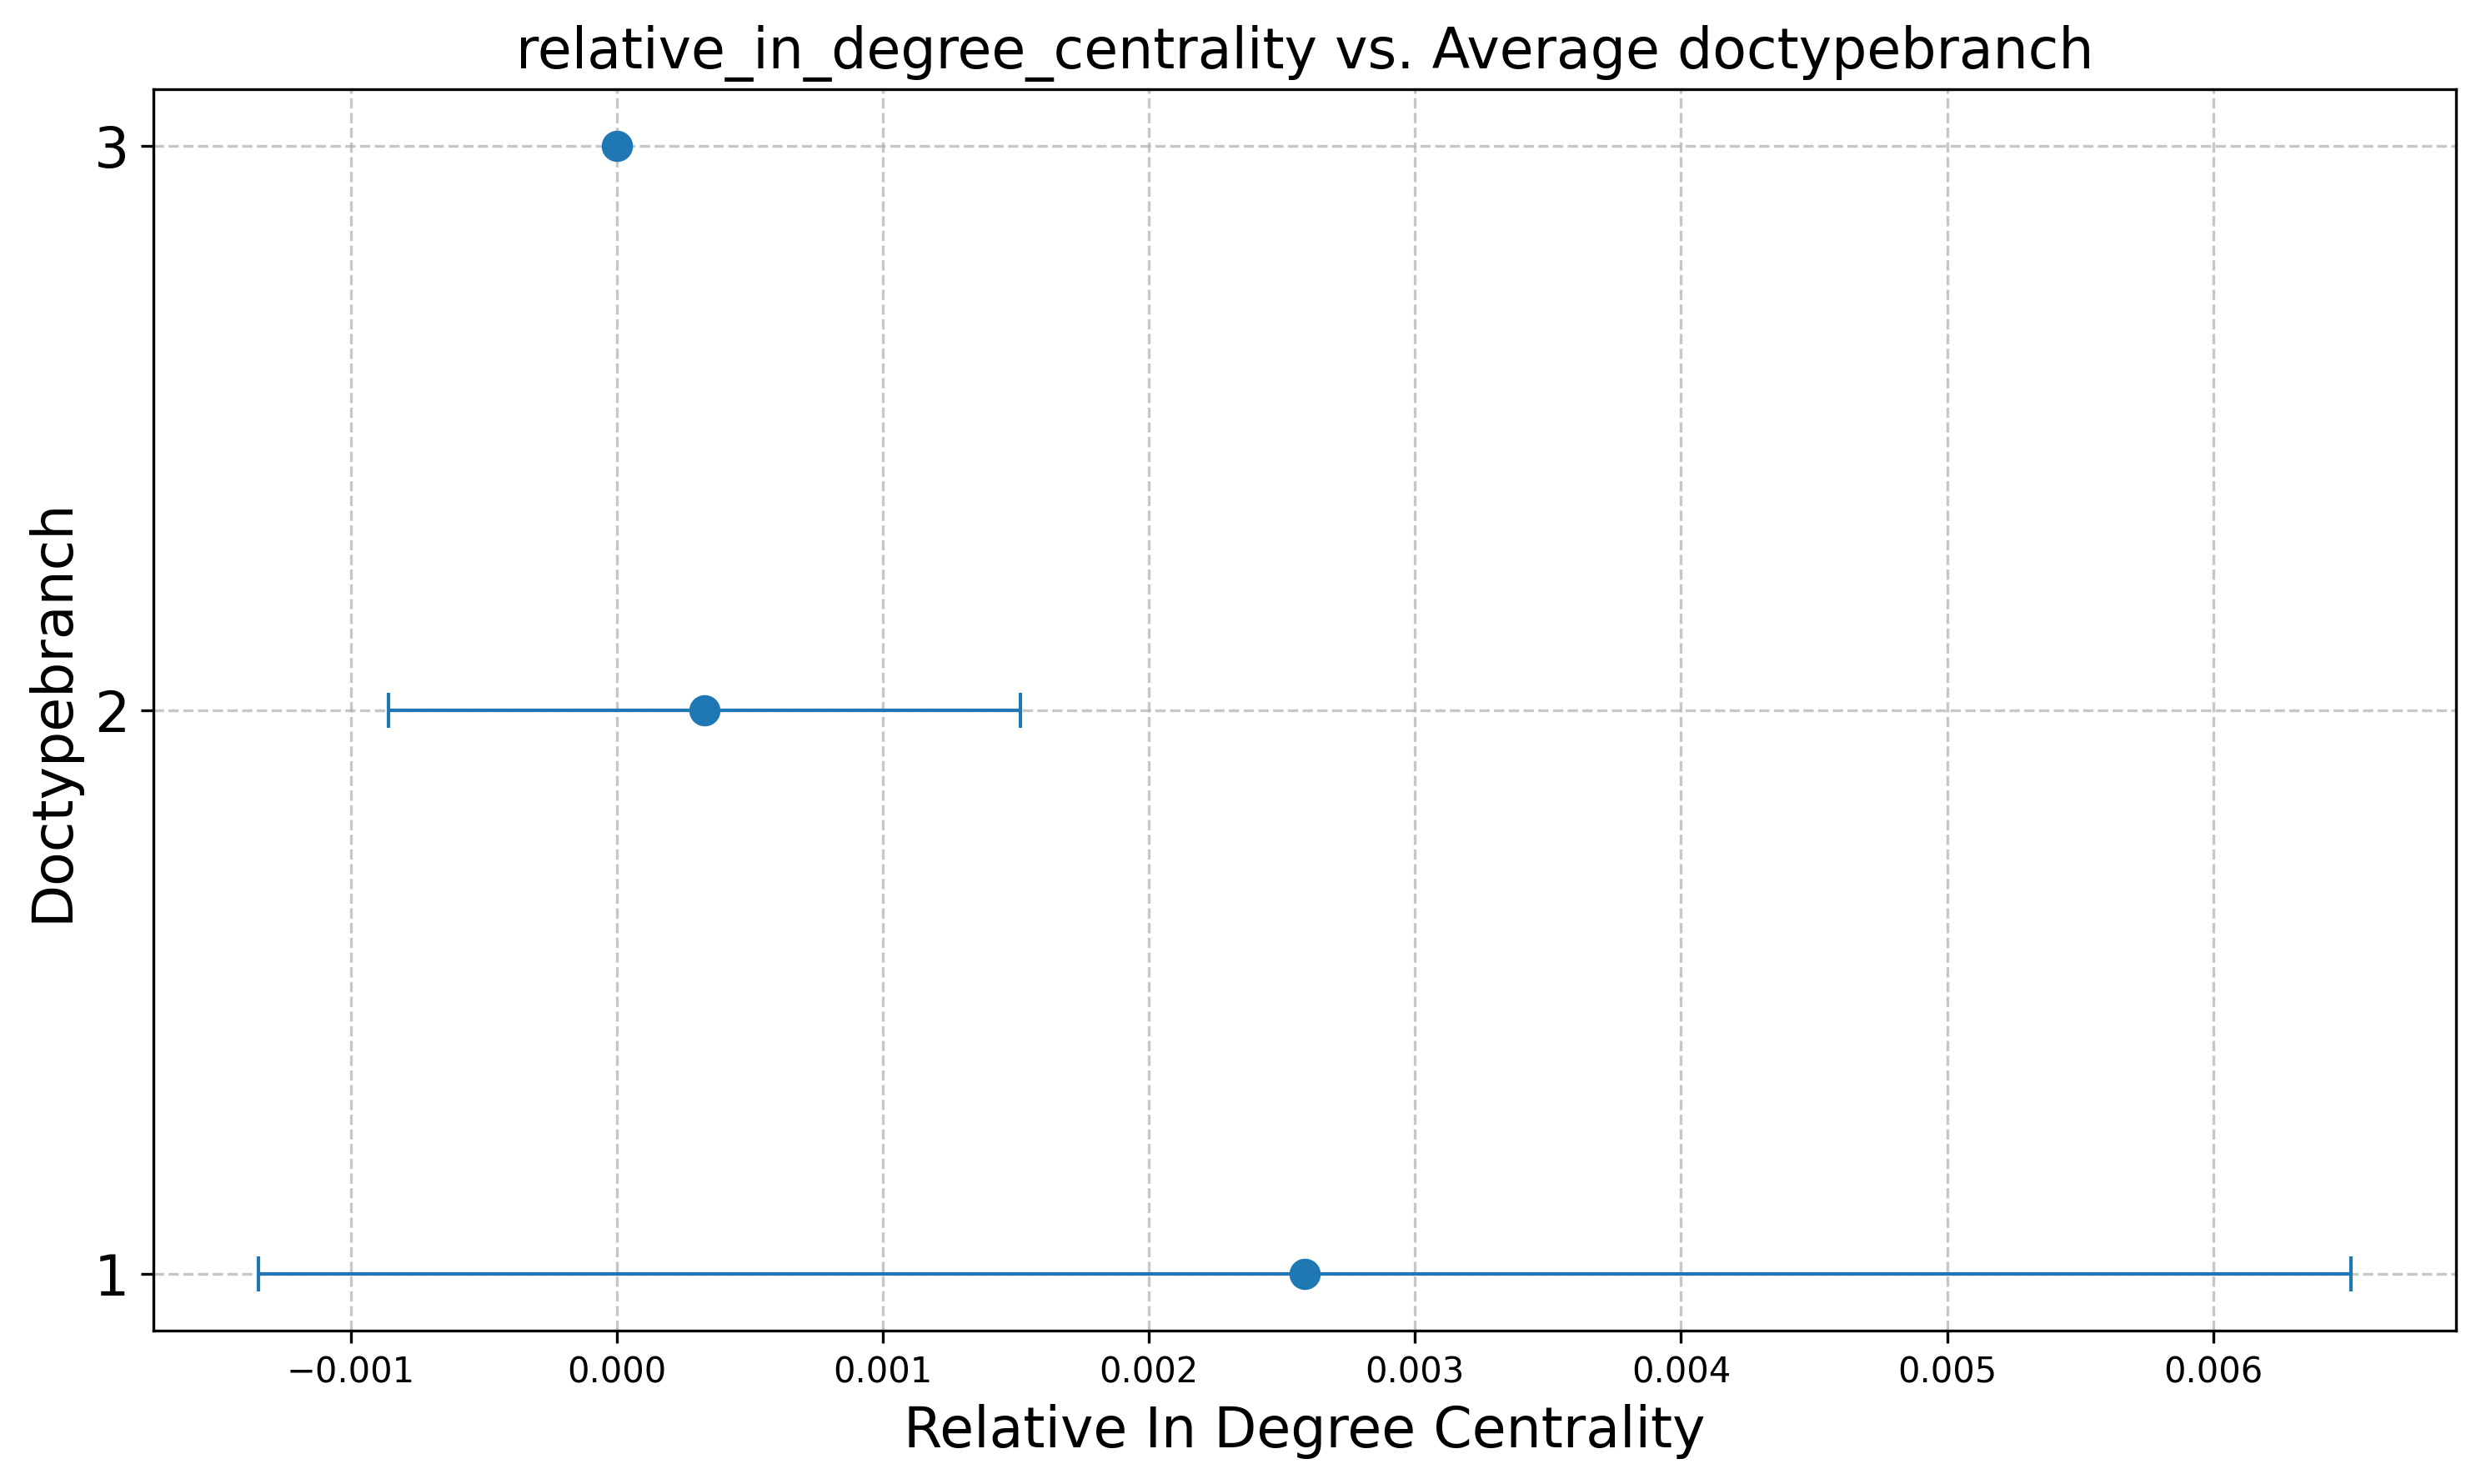 relative_in_degree_centrality vs. Average doctypebranch
3
2
1
Doctypebranch
−0.001 0.000 0.001 0.002 0.003 0.004 0.005 0.006
Relative In Degree Centrality